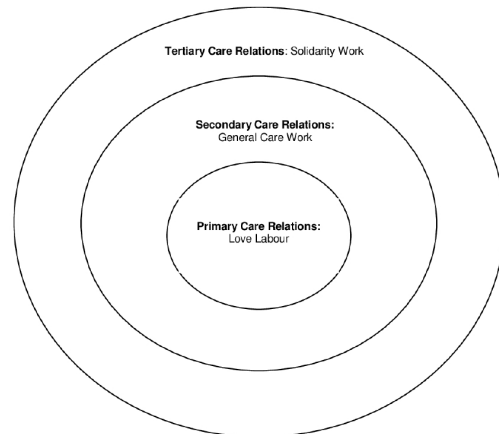 Tertiary Care Relations: Solidarity Work
Secondary Care Relations:
General Care Work
Primary Care Relations:
Love Labour